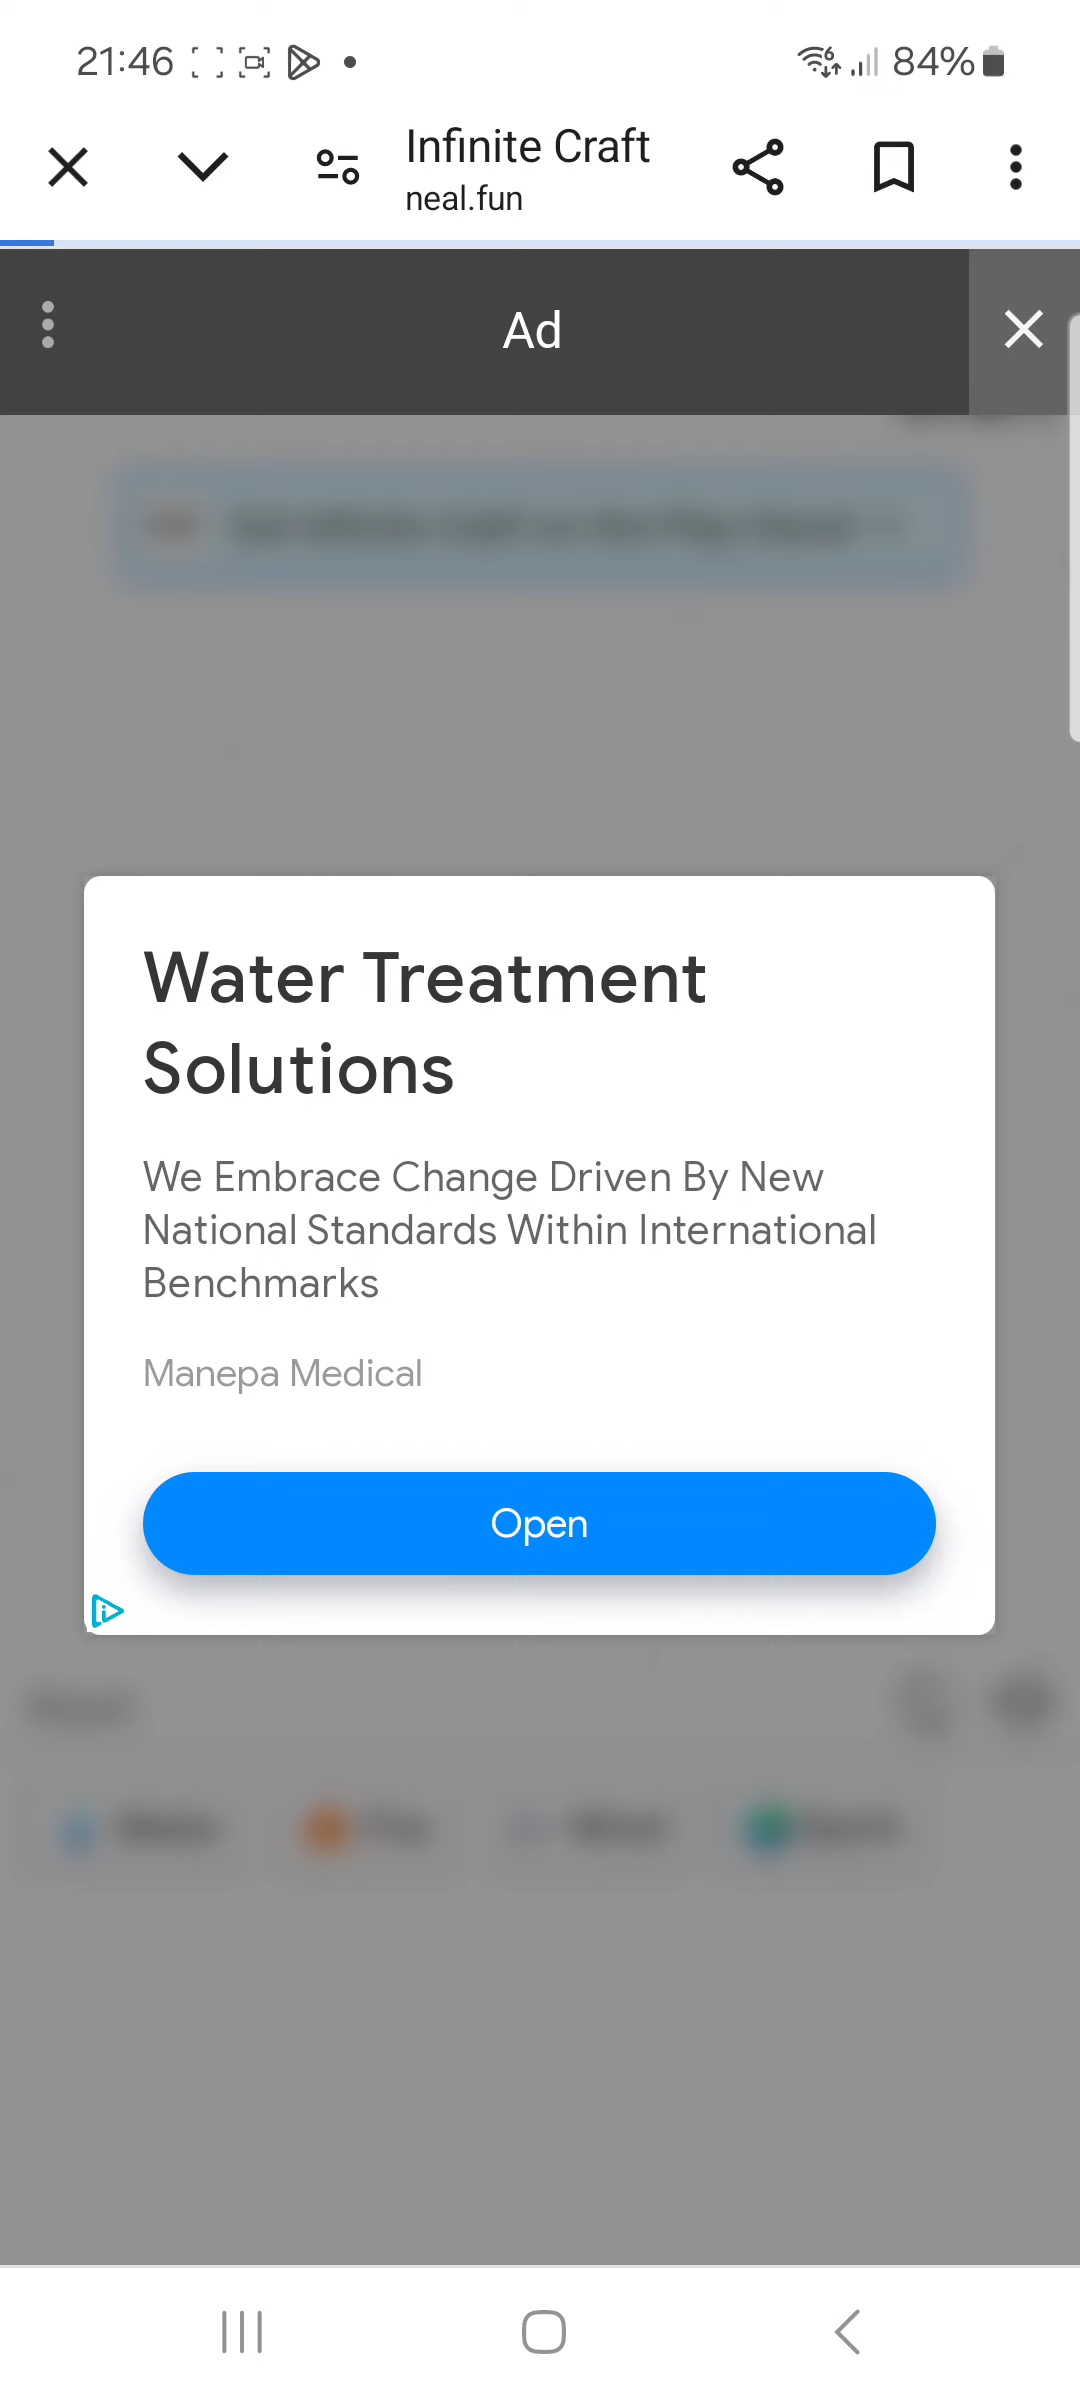 21:46
84%
Infinite Craft
neal.fun
Ad
Water Treatment
Solutions
We Embrace Change Driven By New
National Standards Within International
Benchmarks
Manepa Medical
Open